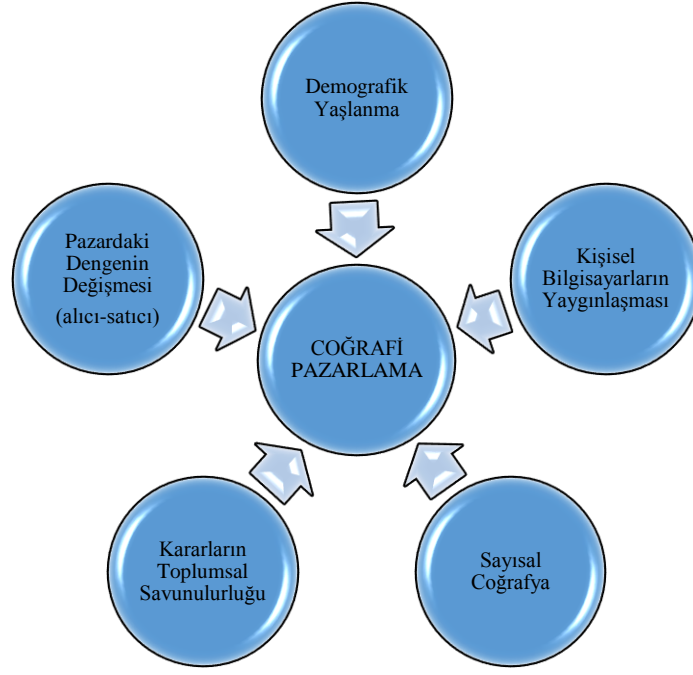 Demografik
Yaşlanma
Pazardaki
Dengenin
Değişmesi
(alıcı-satıcı)
Kişisel
Bilgisayarların
Yaygınlaşması
COĞRAFİ
PAZARLAMA
Kararların
Toplumsal
Savunulurluğu
Sayısal
Coğrafya